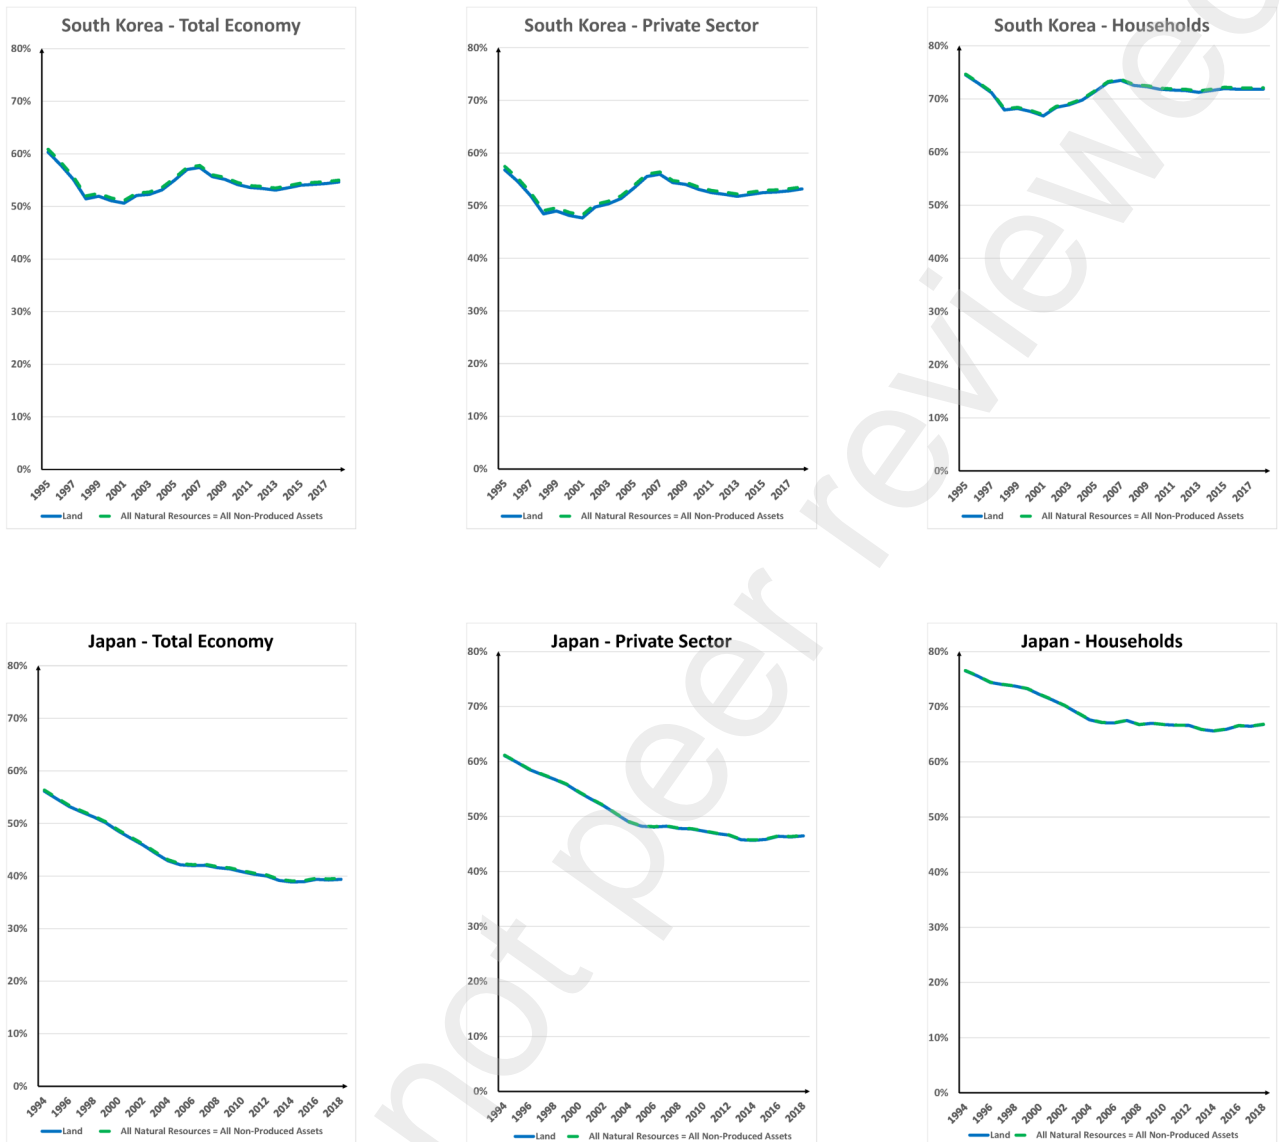 South Korea - Total Economy
80%
70%
60%
50%
40%
30%
20%
10%
0%
1995 1997 1999 2001 2003 2005 2007 2009 2011 2013 2015 2017
Land All Natural Resources = All Non-Produced Assets
South Korea - Private Sector
80%
70%
60%
50%
40%
30%
20%
10%
0%
1995 1997 1999 2001 2003 2005 2007 2009 2011 2013 2015 2017
Land All Natural Resources = All Non-Produced Assets
South Korea - Households
80%
70%
60%
50%
40%
30%
20%
10%
0%
1995 1997 1999 2001 2003 2005 2007 2009 2011 2013 2015 2017
Land All Natural Resources = All Non-Produced Assets
Japan - Total Economy
80%
70%
60%
50%
40%
30%
20%
10%
0%
1994 1996 1998 2000 2002 2004 2006 2008 2010 2012 2014 2016 2018
Land All Natural Resources = All Non-Produced Assets
Japan - Private Sector
80%
70%
60%
50%
40%
30%
20%
10%
0%
1994 1996 1998 2000 2002 2004 2006 2008 2010 2012 2014 2016 2018
Land All Natural Resources = All Non-Produced Assets
Japan - Households
80%
70%
60%
50%
40%
30%
20%
10%
0%
1994 1996 1998 2000 2002 2004 2006 2008 2010 2012 2014 2016 2018
Land All Natural Resources = All Non-Produced Assets
not peer reviewed